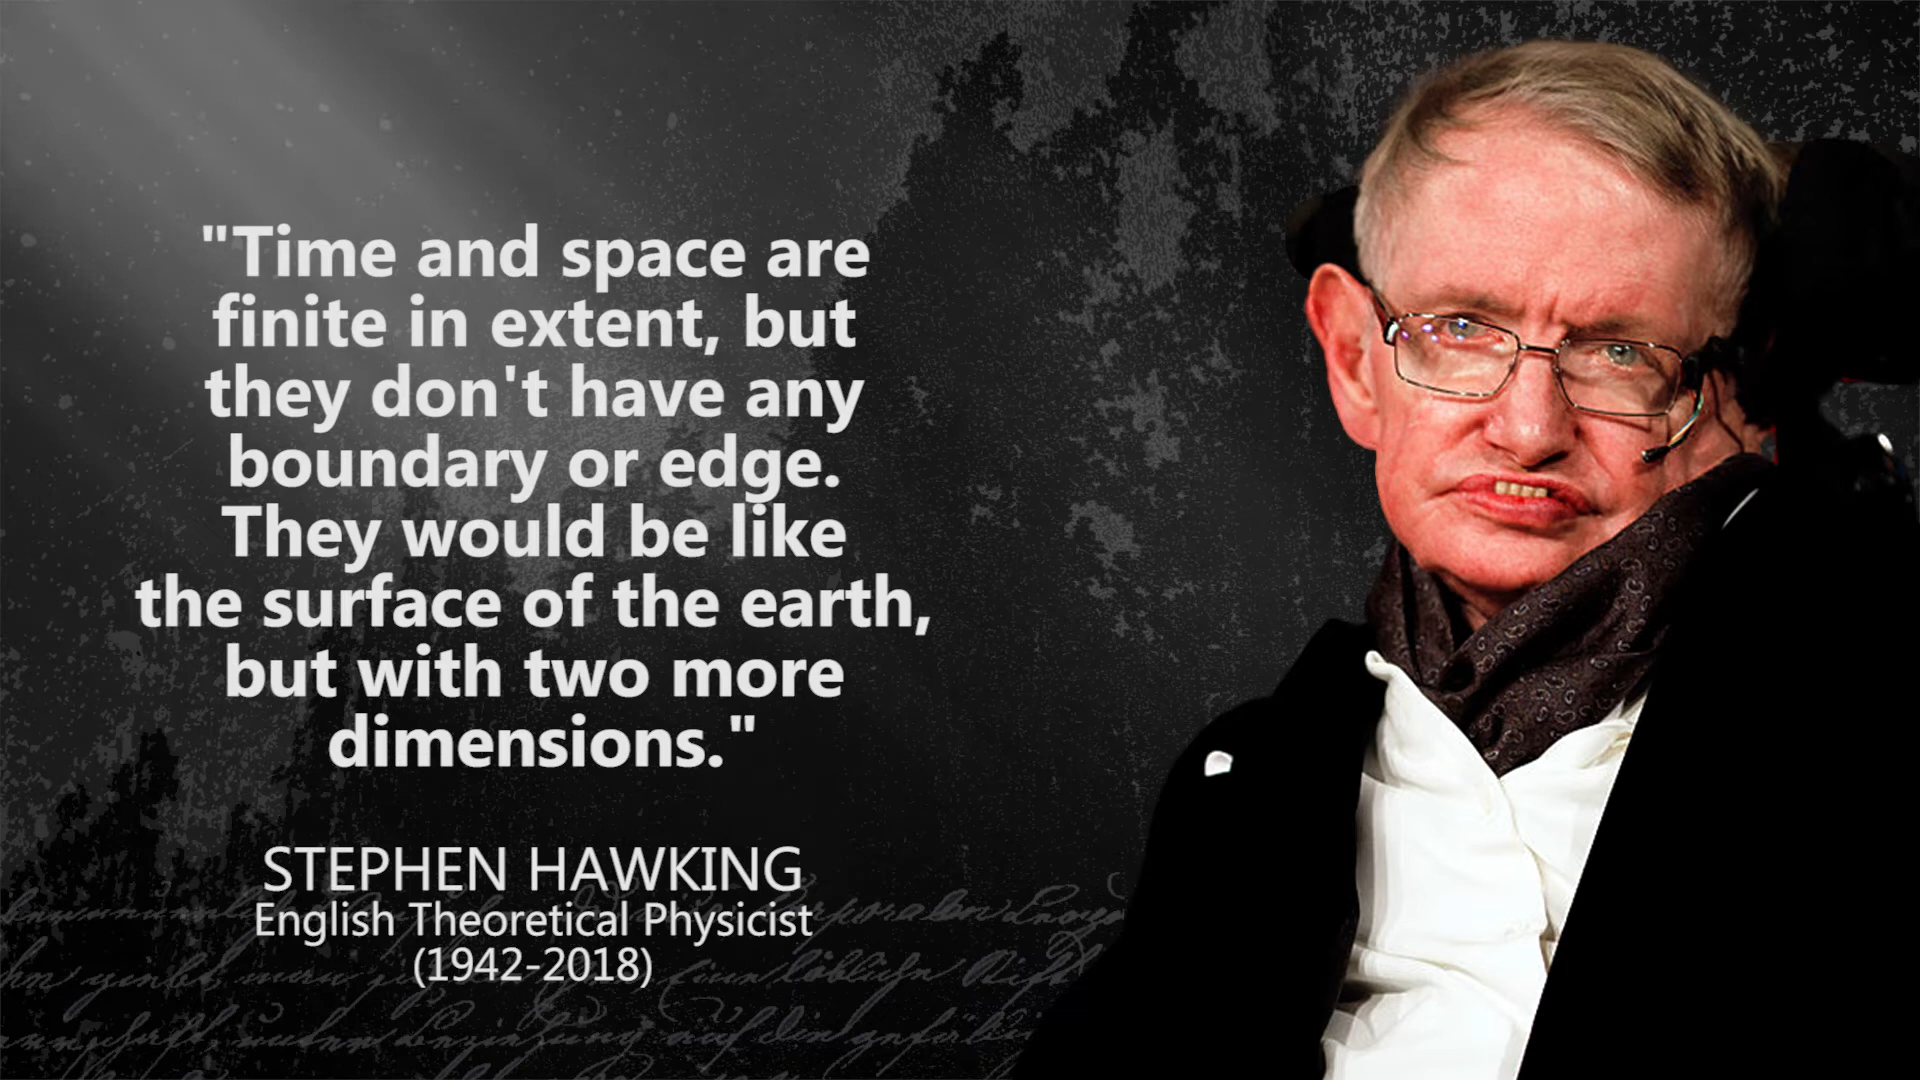 "Time and space are
finite in extent, but
they don't have any
boundary or edge.
They would be like
the surface of the earth,
but with two more
dimensions."
STEPHEN HAWKING
English Theoretical Physicist
(1942-2018)